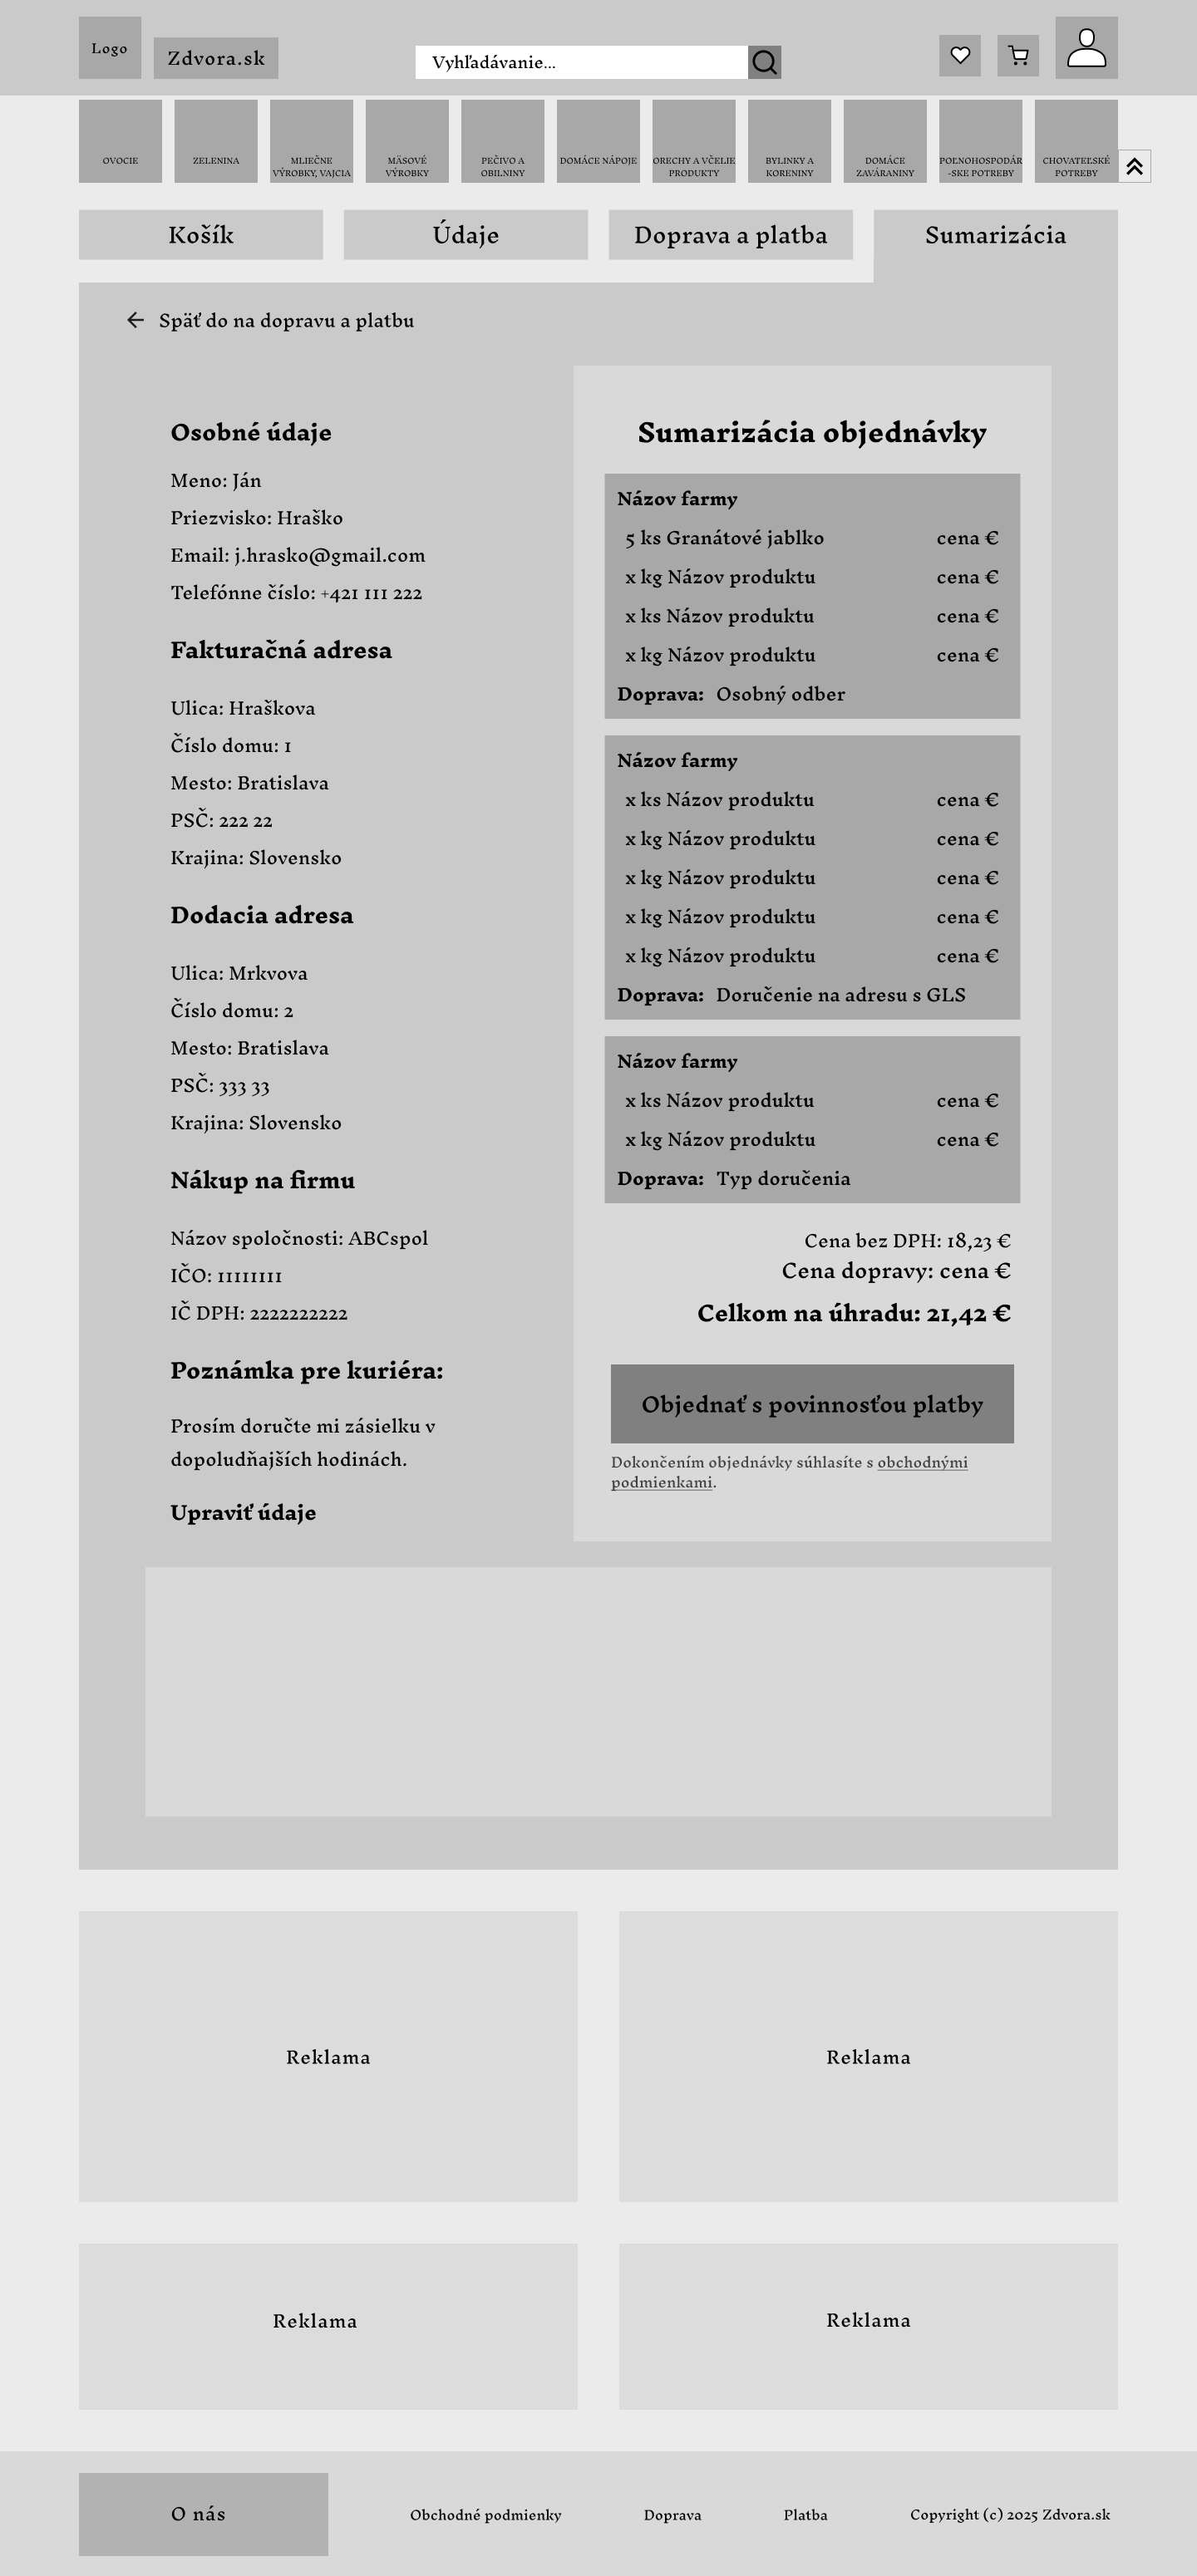 Logo
Zdvora.sk
Vyhľadávanie...
OVOCIE
ZELENINA
MLIEČNE
VÝROBKY, VAJCIA
MÄSOVÉ
VÝROBKY
PEČIVO A
OBILNINY
DOMÁCE NÁPOJE
ORECHY A VČELIE
PRODUKTY
BYLINKY A
KORENINY
DOMÁCE
ZAVÁRANINY
POĽNOHOSPODÁR
-SKE POTREBY
CHOVATEĽSKÉ
POTREBY
Košík
Údaje
Doprava a platba
Sumarizácia
Späť do na dopravu a platbu
Osobné údaje
Meno: Ján
Priezvisko: Hraško
Email: j.hrasko@gmail.com
Telefónne číslo: +421 111 222
Fakturačná adresa
Ulica: Hraškova
Číslo domu: 1
Mesto: Bratislava
PSČ: 222 22
Krajina: Slovensko
Dodacia adresa
Ulica: Mrkvova
Číslo domu: 2
Mesto: Bratislava
PSČ: 333 33
Krajina: Slovensko
Nákup na firmu
Názov spoločnosti: ABCspol
IČO: 11111111
IČ DPH: 2222222222
Poznámka pre kuriéra:
Prosím doručte mi zásielku v
dopoludňajších hodinách.
Upraviť údaje
Sumarizácia objednávky
Názov farmy
5 ks Granátové jablko cena €
x kg Názov produktu cena €
x ks Názov produktu cena €
x kg Názov produktu cena €
Doprava: Osobný odber
Názov farmy
x ks Názov produktu cena €
x kg Názov produktu cena €
x kg Názov produktu cena €
x kg Názov produktu cena €
x kg Názov produktu cena €
Doprava: Doručenie na adresu s GLS
Názov farmy
x ks Názov produktu cena €
x kg Názov produktu cena €
Doprava: Typ doručenia
Cena bez DPH: 18,23 €
Cena dopravy: cena €
Celkom na úhradu: 21,42 €
Objednať s povinnosťou platby
Dokončením objednávky súhlasíte s obchodnými
podmienkami.
Reklama
Reklama
Reklama
Reklama
O nás
Obchodné podmienky
Doprava
Platba
Copyright (c) 2025 Zdvora.sk